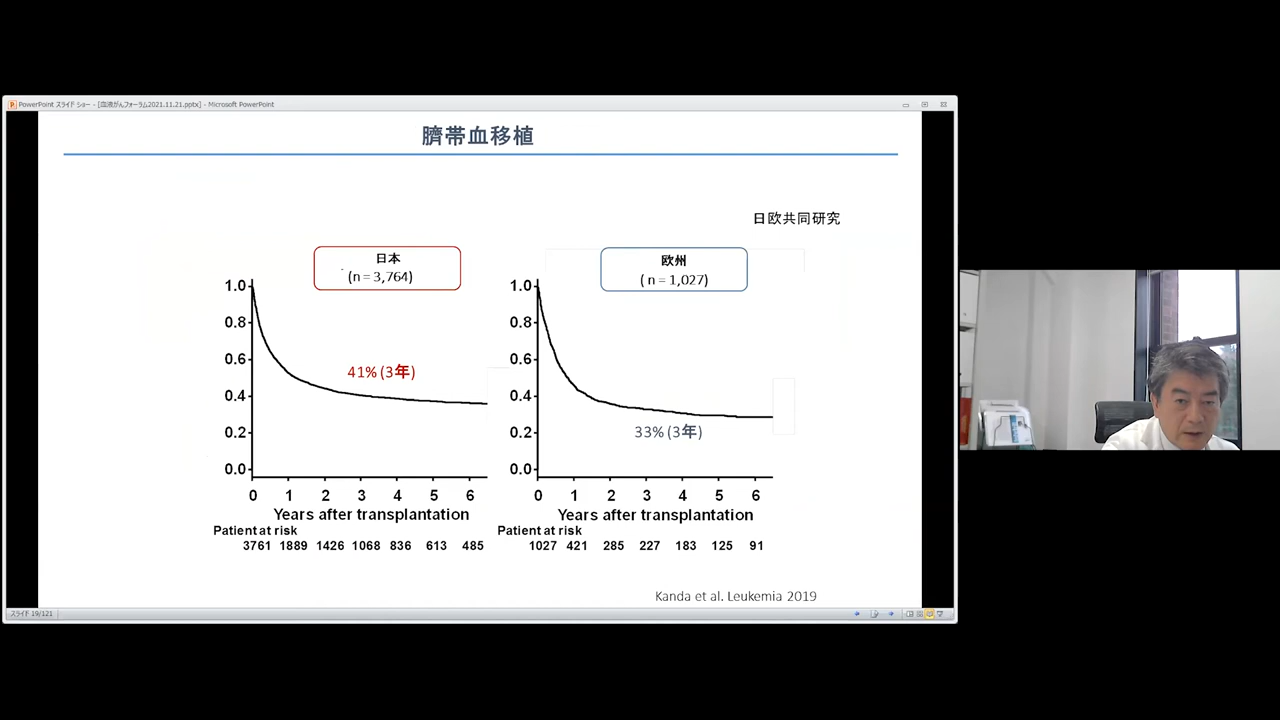 PowerPoint スライド ショー - [血液がんフォーラム2021.11.21.pptx] - Microsoft PowerPoint
臍帯血移植
日欧共同研究
日本
(n = 3,764)
1.0
0.8
0.6
0.4
0.2
0.0
41% (3年)
0 1 2 3 4 5 6
Years after transplantation
Patient at risk
3761 1889 1426 1068 836 613 485
欧州
( n = 1,027)
1.0
0.8
0.6
0.4
0.2
0.0
33% (3年)
0 1 2 3 4 5 6
Years after transplantation
Patient at risk
1027 421 285 227 183 125 91
Kanda et al. Leukemia 2019
スライド 19/121